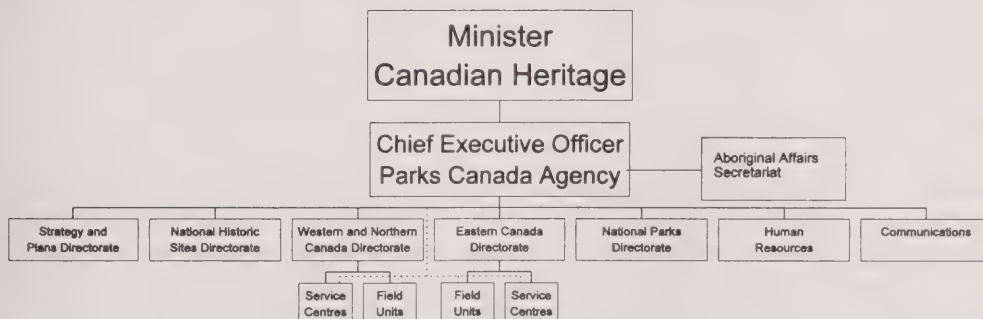 Minister
Canadian Heritage
Chief Executive Officer
Parks Canada Agency
Aboriginal Affairs
Secretariat
Strategy and
Plans Directorate
National Historic
Sites Directorate
Western and Northern
Canada Directorate
Eastern Canada
Directorate
National Parks
Directorate
Human
Resources
Communications
Service
Centres
Field
Units
Field
Units
Service
Centres